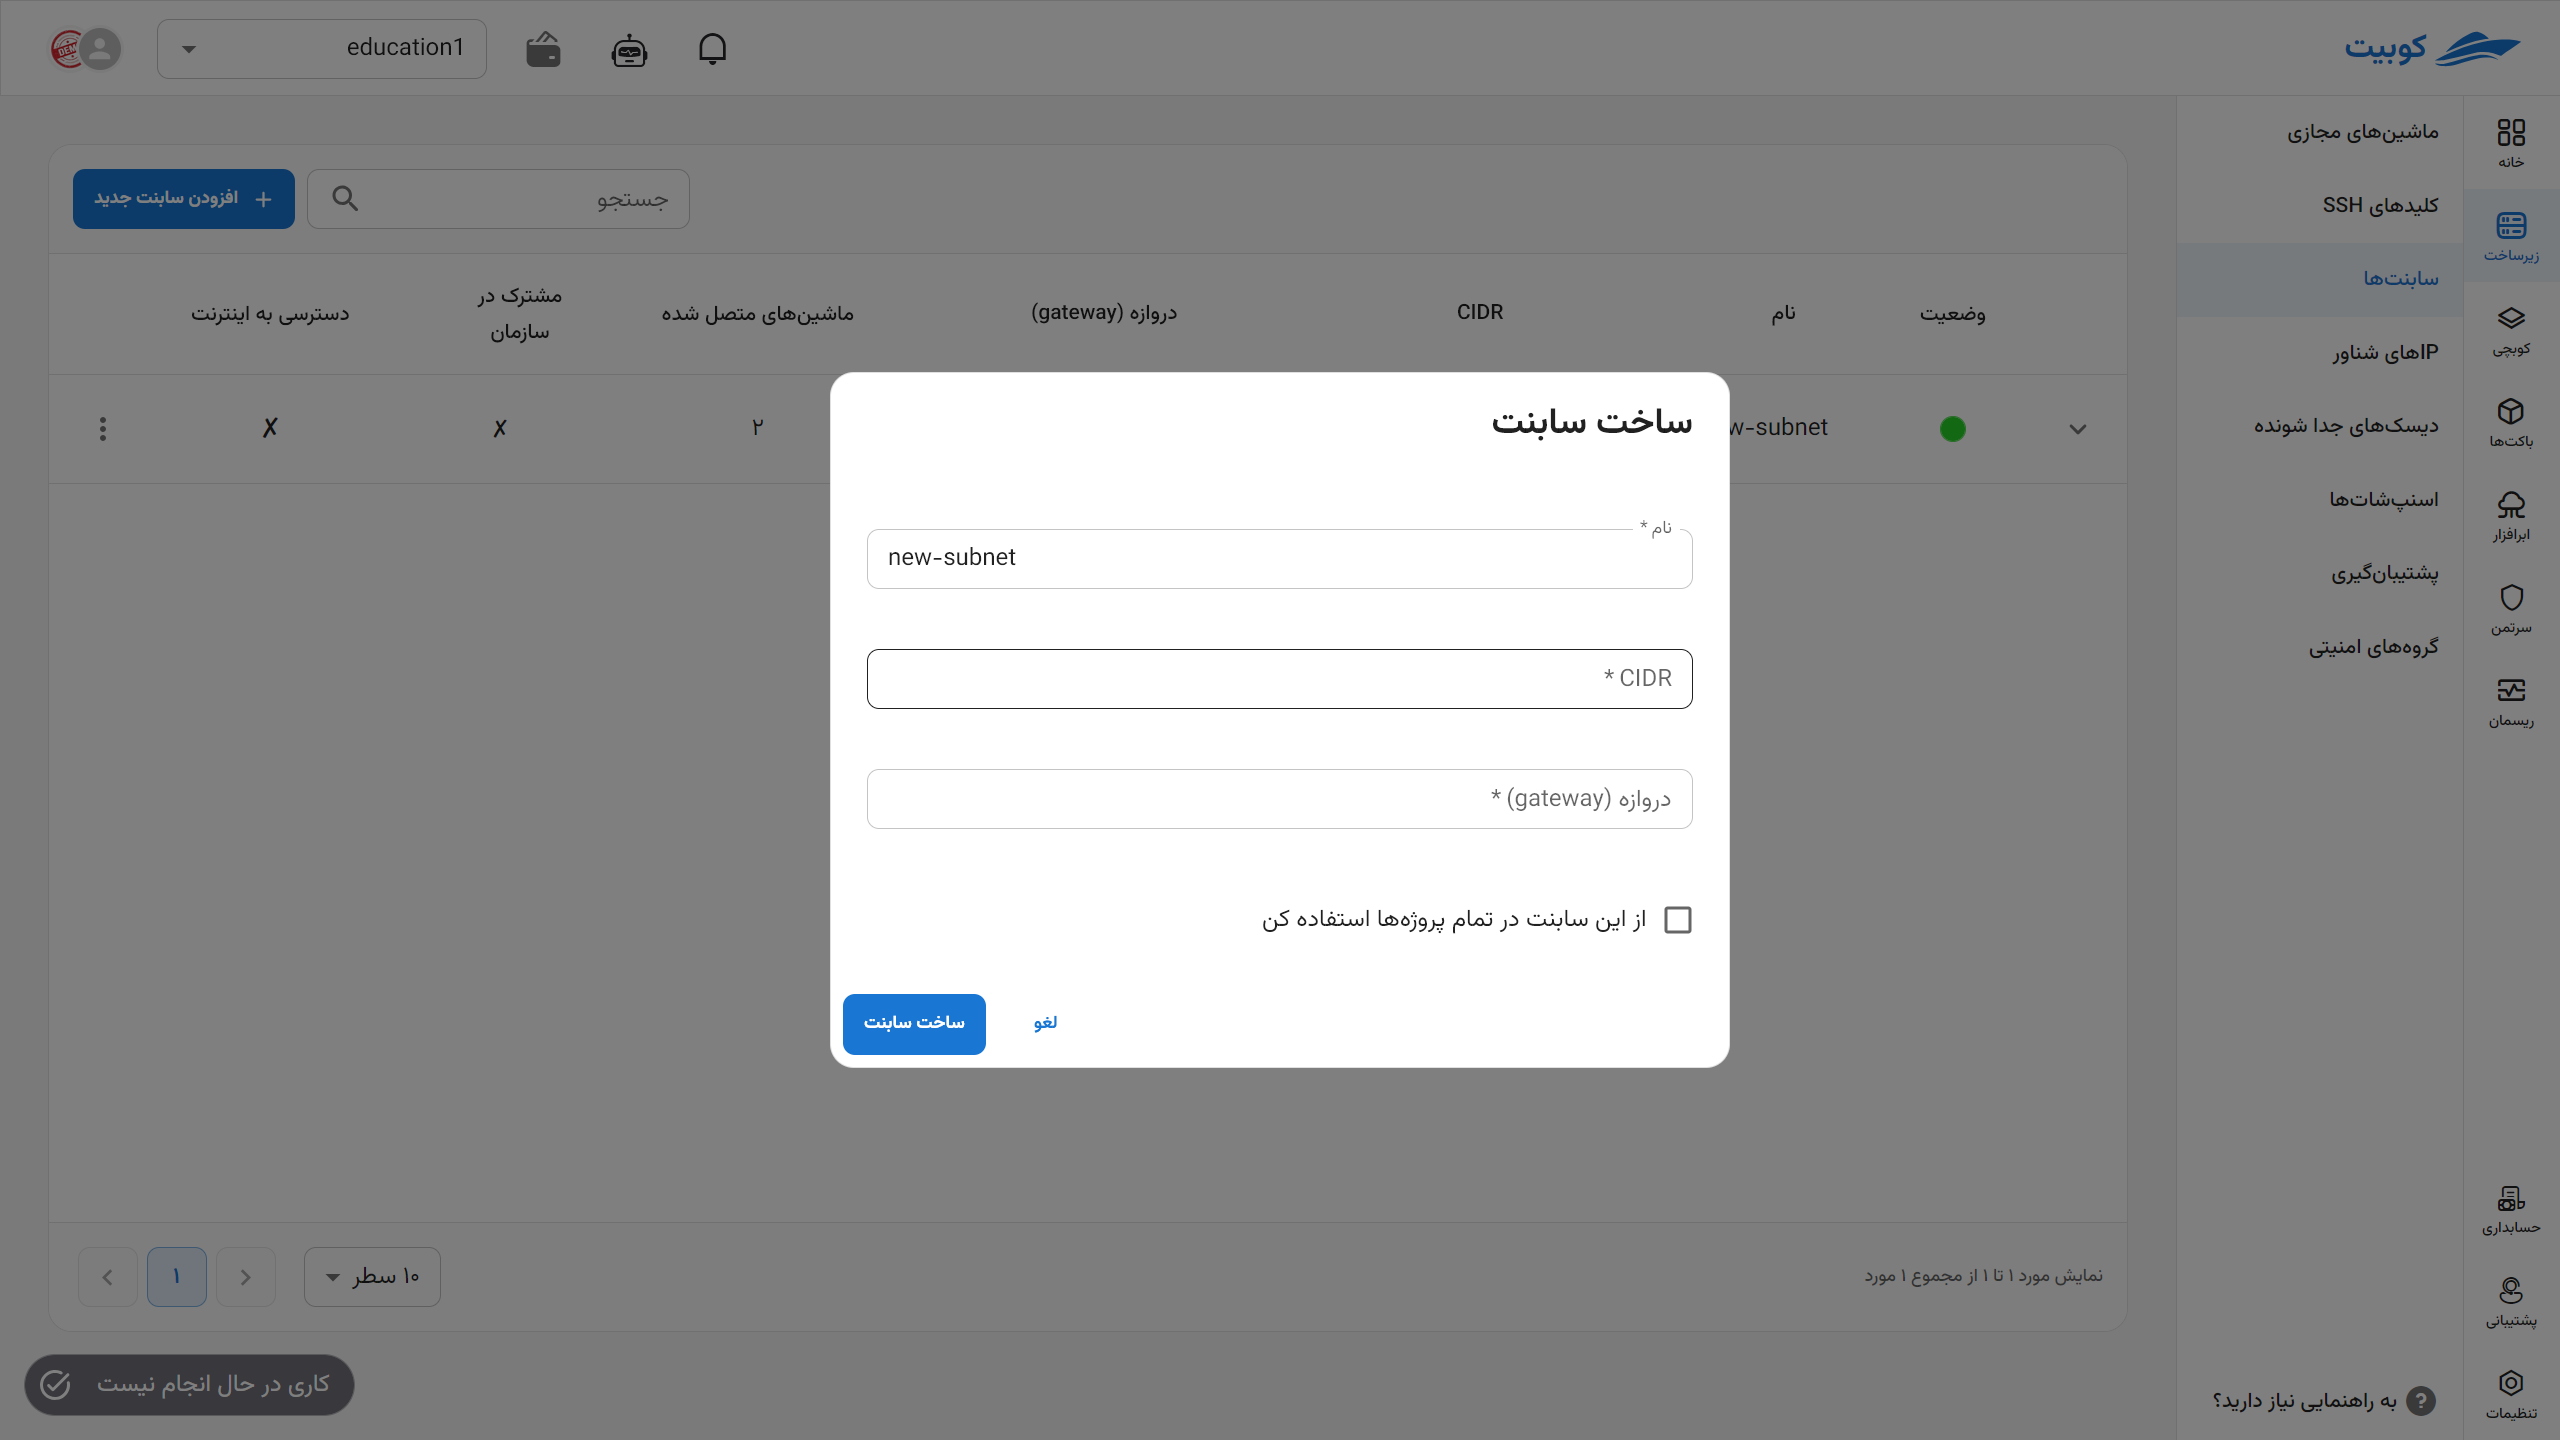 کوبیت
education1
خانه
زیرساخت
کوبچی
باکت‌ها
ابرافزار
سرتمن
ریسمان
حسابداری
پشتیبانی
تنظیمات
ماشین‌های مجازی
کلیدهای SSH
سابنت‌ها
IPهای شناور
دیسک‌های جدا شونده
اسنپ‌شات‌ها
پشتیبان‌گیری
گروه‌های امنیتی
به راهنمایی نیاز دارید؟
جستجو
افزودن سابنت جدید
وضعیت
نام
CIDR
دروازه (gateway)
ماشین‌های متصل شده
مشترک در
سازمان
دسترسی به اینترنت
w-subnet
۲
✗
✗
ساخت سابنت
نام *
new-subnet
CIDR *
دروازه (gateway) *
از این سابنت در تمام پروژه‌ها استفاده کن
لغو
ساخت سابنت
نمایش مورد ۱ تا ۱ از مجموع ۱ مورد
۱۰ سطر
۱
کاری در حال انجام نیست